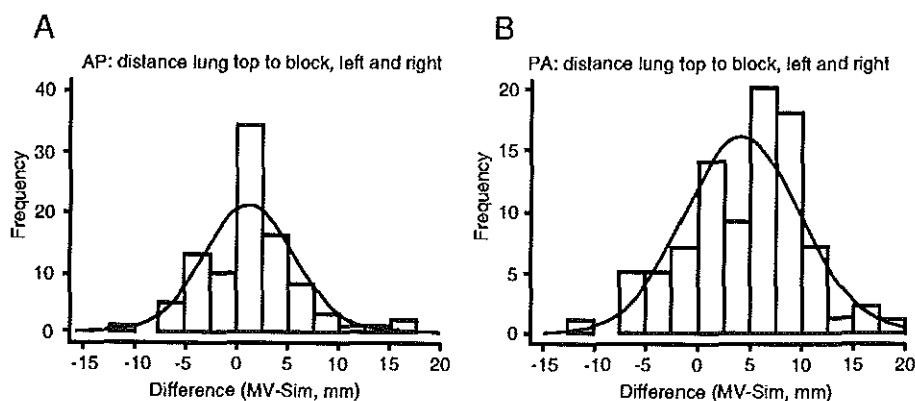 A
AP: distance lung top to block, left and right
40
30
20
10
0
Frequency
-15 -10 -5 0 5 10 15 20
Difference (MV-Sim, mm)
B
PA: distance lung top to block, left and right
20
15
10
5
0
Frequency
-15 -10 -5 0 5 10 15 20
Difference (MV-Sim, mm)